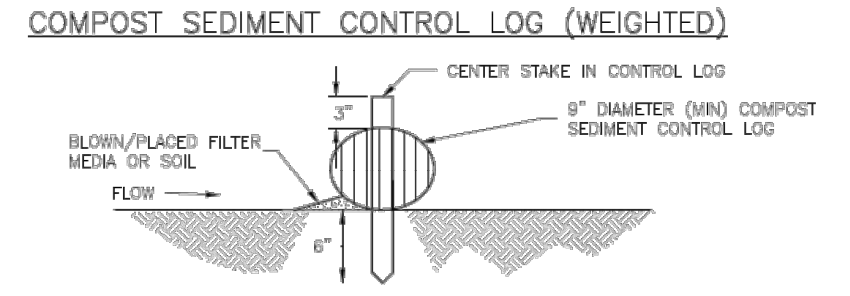 COMPOST SEDIMENT CONTROL LOG (WEIGHTED)
CENTER STAKE IN CONTROL LOG
3"
9" DIAMETER (MIN) COMPOST
SEDIMENT CONTROL LOG
BLOWN/PLACED FILTER
MEDIA OR SOIL
FLOW
6"